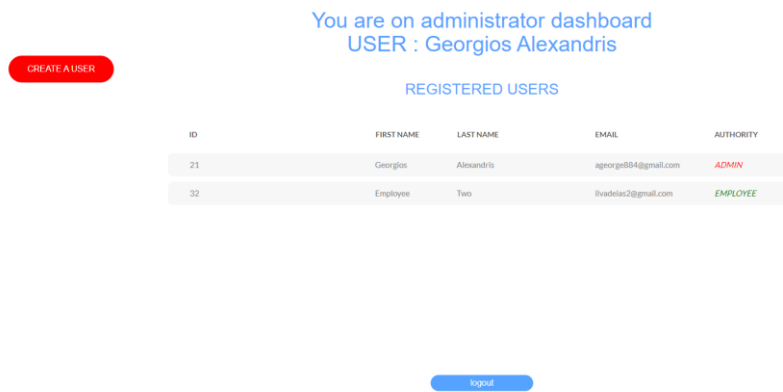 You are on administrator dashboard
USER : Georgios Alexandris
CREATE A USER
REGISTERED USERS
ID FIRST NAME LAST NAME EMAIL AUTHORITY
21 Georgios Alexandris ageorge884@gmail.com ADMIN
32 Employee Two livadelas2@gmail.com EMPLOYEE
logout